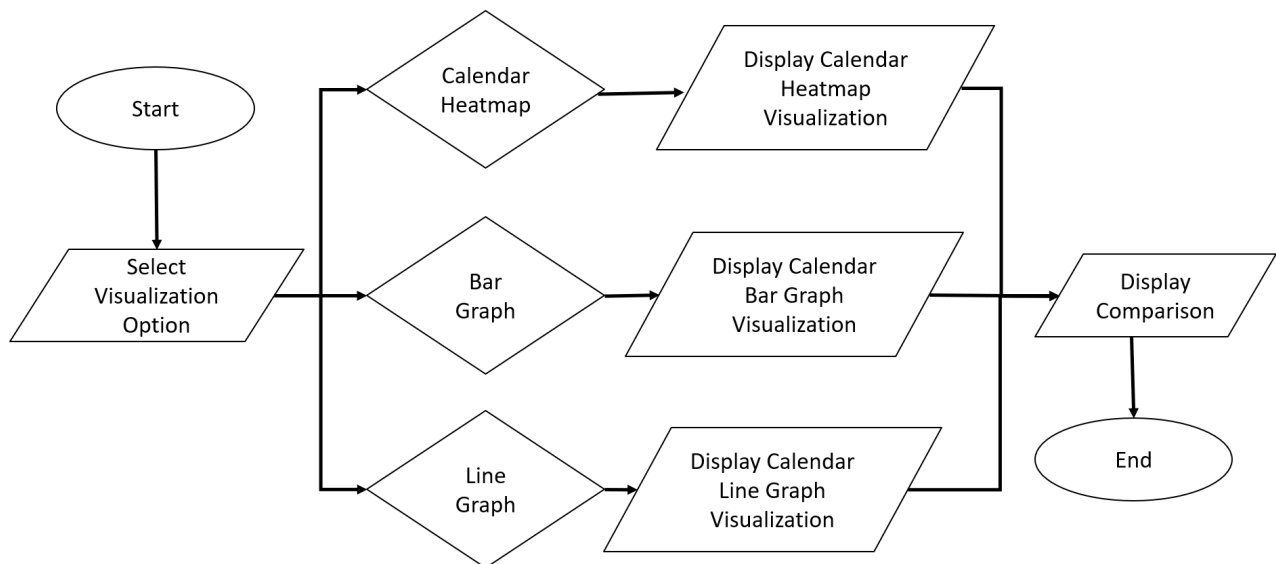 Start
Select
Visualization
Option
Calendar
Heatmap
Display Calendar
Heatmap
Visualization
Bar
Graph
Display Calendar
Bar Graph
Visualization
Line
Graph
Display Calendar
Line Graph
Visualization
Display
Comparison
End